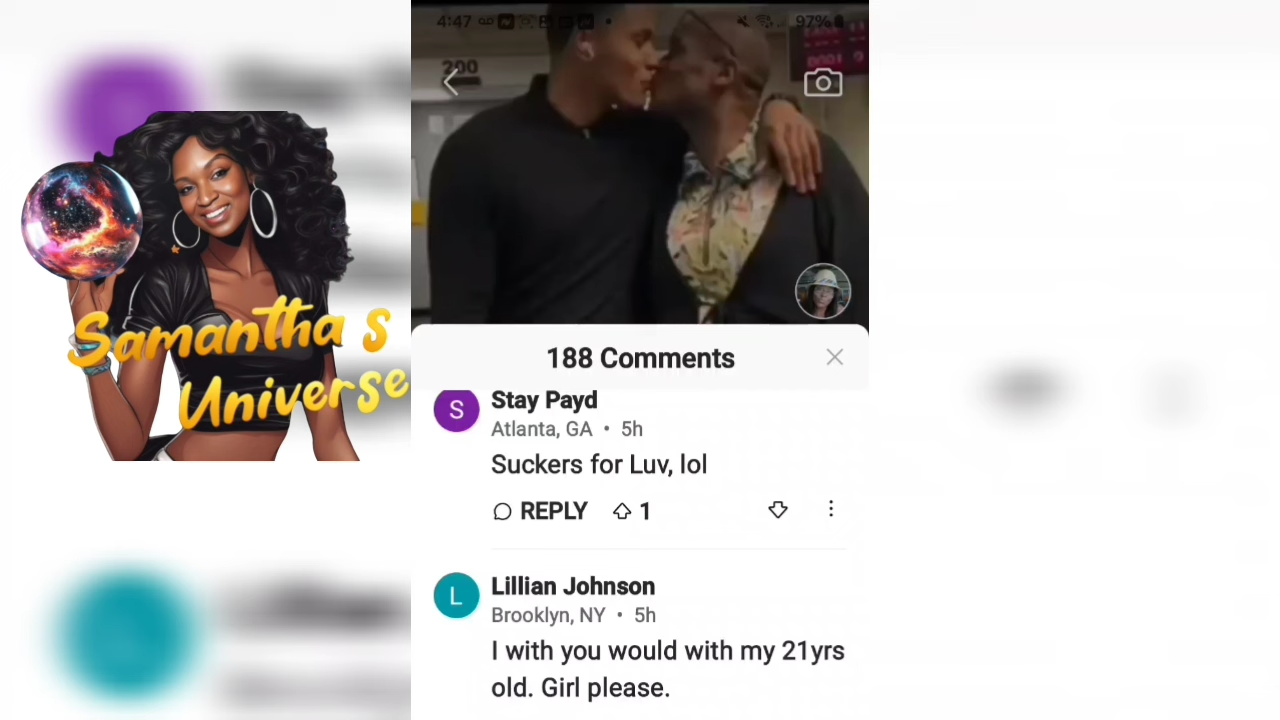 4:47
97%
200
Samantha s
Universe
188 Comments
S
Stay Payd
Atlanta, GA • 5h
Suckers for Luv, lol
REPLY
1
L
Lillian Johnson
Brooklyn, NY • 5h
I with you would with my 21yrs
old. Girl please.